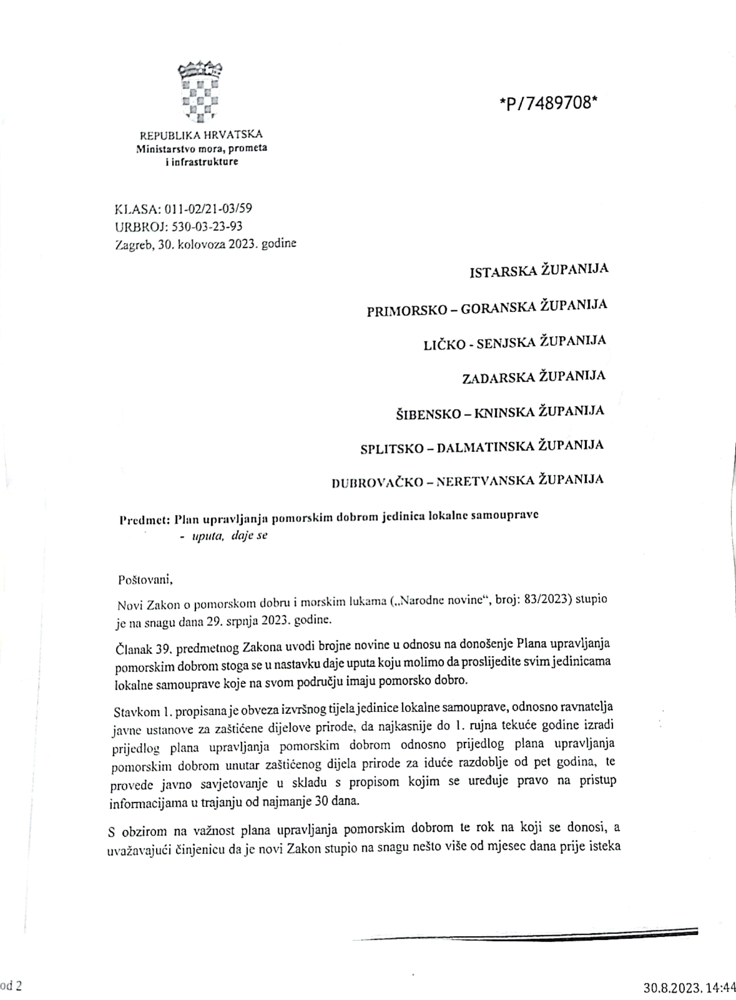 *P/7489708*
REPUBLIKA HRVATSKA
Ministarstvo mora, prometa
i infrastrukture
KLASA: 011-02/21-03/59
URBROJ: 530-03-23-93
Zagreb, 30. kolovoza 2023. godine
ISTARSKA ŽUPANIJA
PRIMORSKO – GORANSKA ŽUPANIJA
LIČKO - SENJSKA ŽUPANIJA
ZADARSKA ŽUPANIJA
ŠIBENSKO – KNINSKA ŽUPANIJA
SPLITSKO – DALMATINSKA ŽUPANIJA
DUBROVAČKO – NERETVANSKA ŽUPANIJA
Predmet: Plan upravljanja pomorskim dobrom jedinica lokalne samouprave
- uputa, daje se
Poštovani,
Novi Zakon o pomorskom dobru i morskim lukama („Narodne novine“, broj: 83/2023) stupio
je na snagu dana 29. srpnja 2023. godine.
Članak 39. predmetnog Zakona uvodi brojne novine u odnosu na donošenje Plana upravljanja
pomorskim dobrom stoga se u nastavku daje uputa koju molimo da proslijedite svim jedinicama
lokalne samouprave koje na svom području imaju pomorsko dobro.
Stavkom 1. propisana je obveza izvršnog tijela jedinice lokalne samouprave, odnosno ravnatelja
javne ustanove za zaštićene dijelove prirode, da najkasnije do 1. rujna tekuće godine izradi
prijedlog plana upravljanja pomorskim dobrom odnosno prijedlog plana upravljanja
pomorskim dobrom unutar zaštićenog dijela prirode za iduće razdoblje od pet godina, te
provede javno savjetovanje u skladu s propisom kojim se uređuje pravo na pristup
informacijama u trajanju od najmanje 30 dana.
S obzirom na važnost plana upravljanja pomorskim dobrom te rok na koji se donosi, a
uvažavajući činjenicu da je novi Zakon stupio na snagu nešto više od mjesec dana prije isteka
od 2
30.8.2023. 14:44